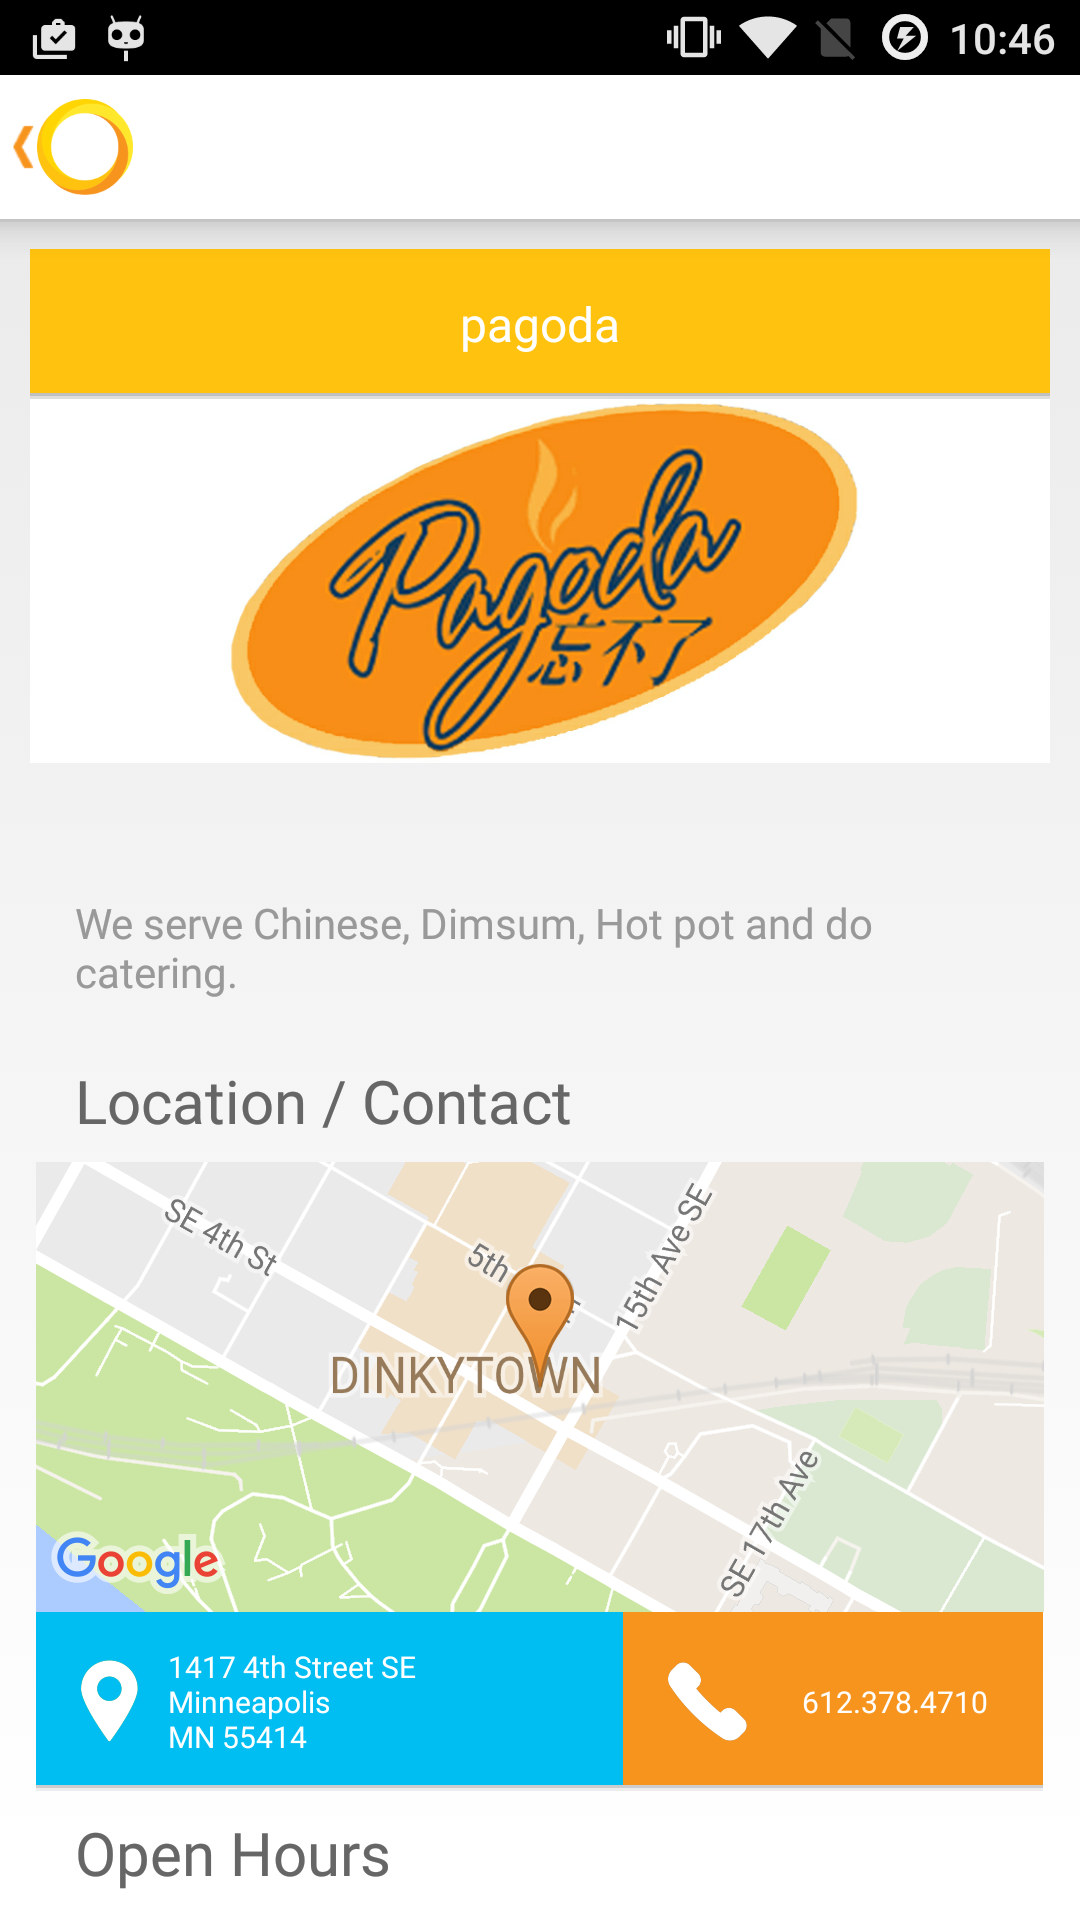 10:46
pagoda
Pagoda
忘不了
We serve Chinese, Dimsum, Hot pot and do
catering.
Location / Contact
SE 4th St
5th
15th Ave SE
DINKYTOWN
SE 17th Ave
Google
1417 4th Street SE
Minneapolis
MN 55414
612.378.4710
Open Hours